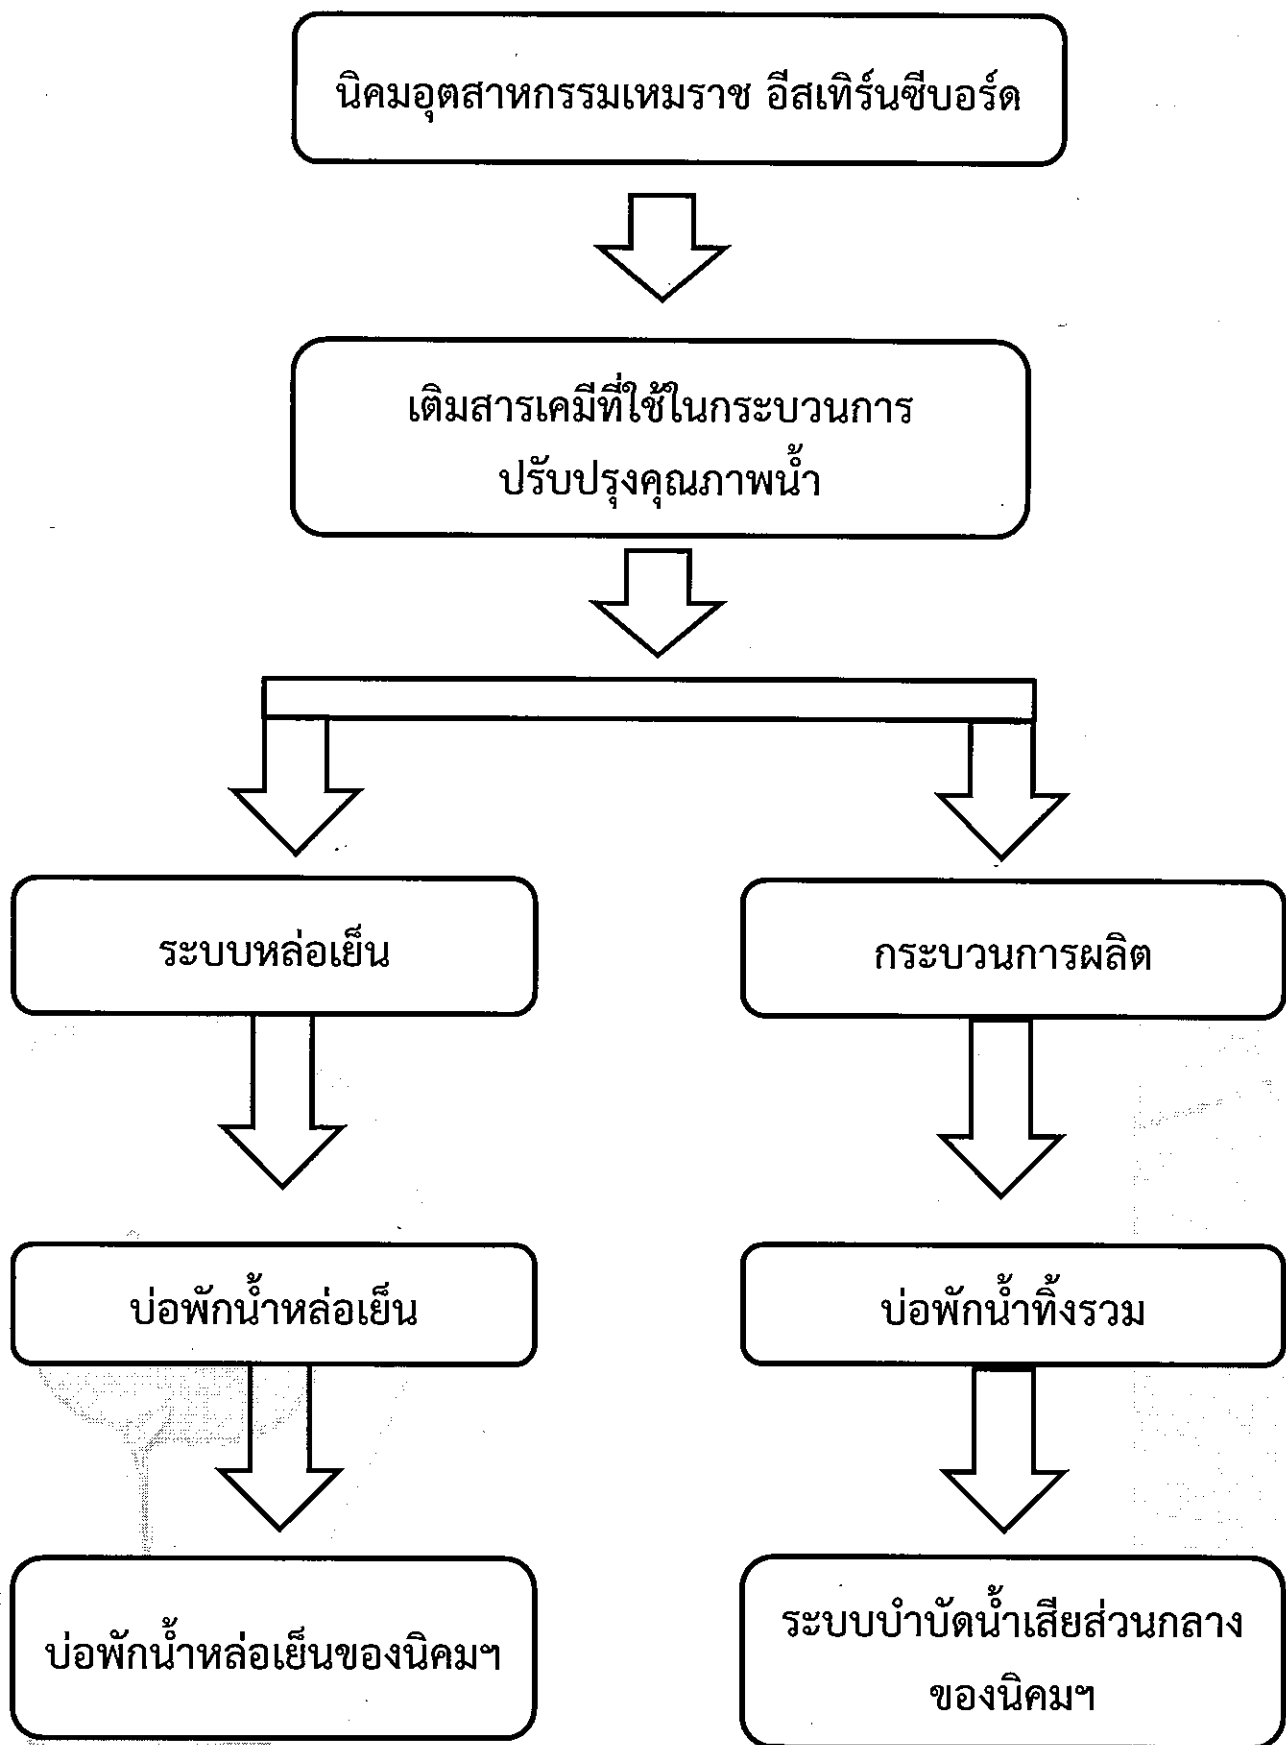 นิคมอุตสาหกรรมเหมราช อีสเทิร์นซีบอร์ด
เติมสารเคมีที่ใช้ในกระบวนการ
ปรับปรุงคุณภาพน้ำ
ระบบหล่อเย็น
กระบวนการผลิต
บ่อพักน้ำหล่อเย็น
บ่อพักน้ำทิ้งรวม
บ่อพักน้ำหล่อเย็นของนิคมฯ
ระบบบำบัดน้ำเสียส่วนกลาง
ของนิคมฯ